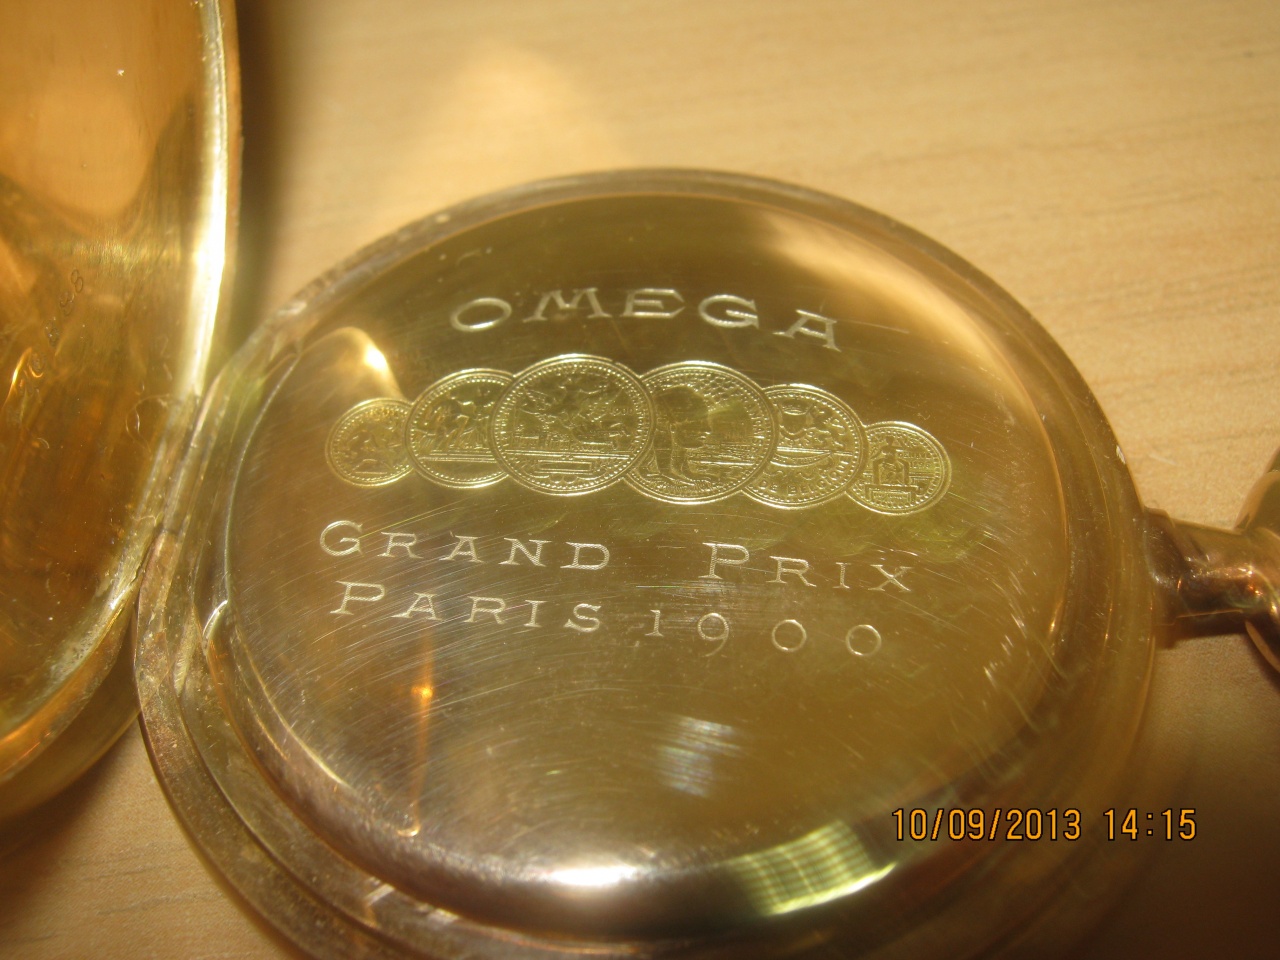 OMEGA
GRAND PRIX
PARIS 1900
10/09/2013 14:15